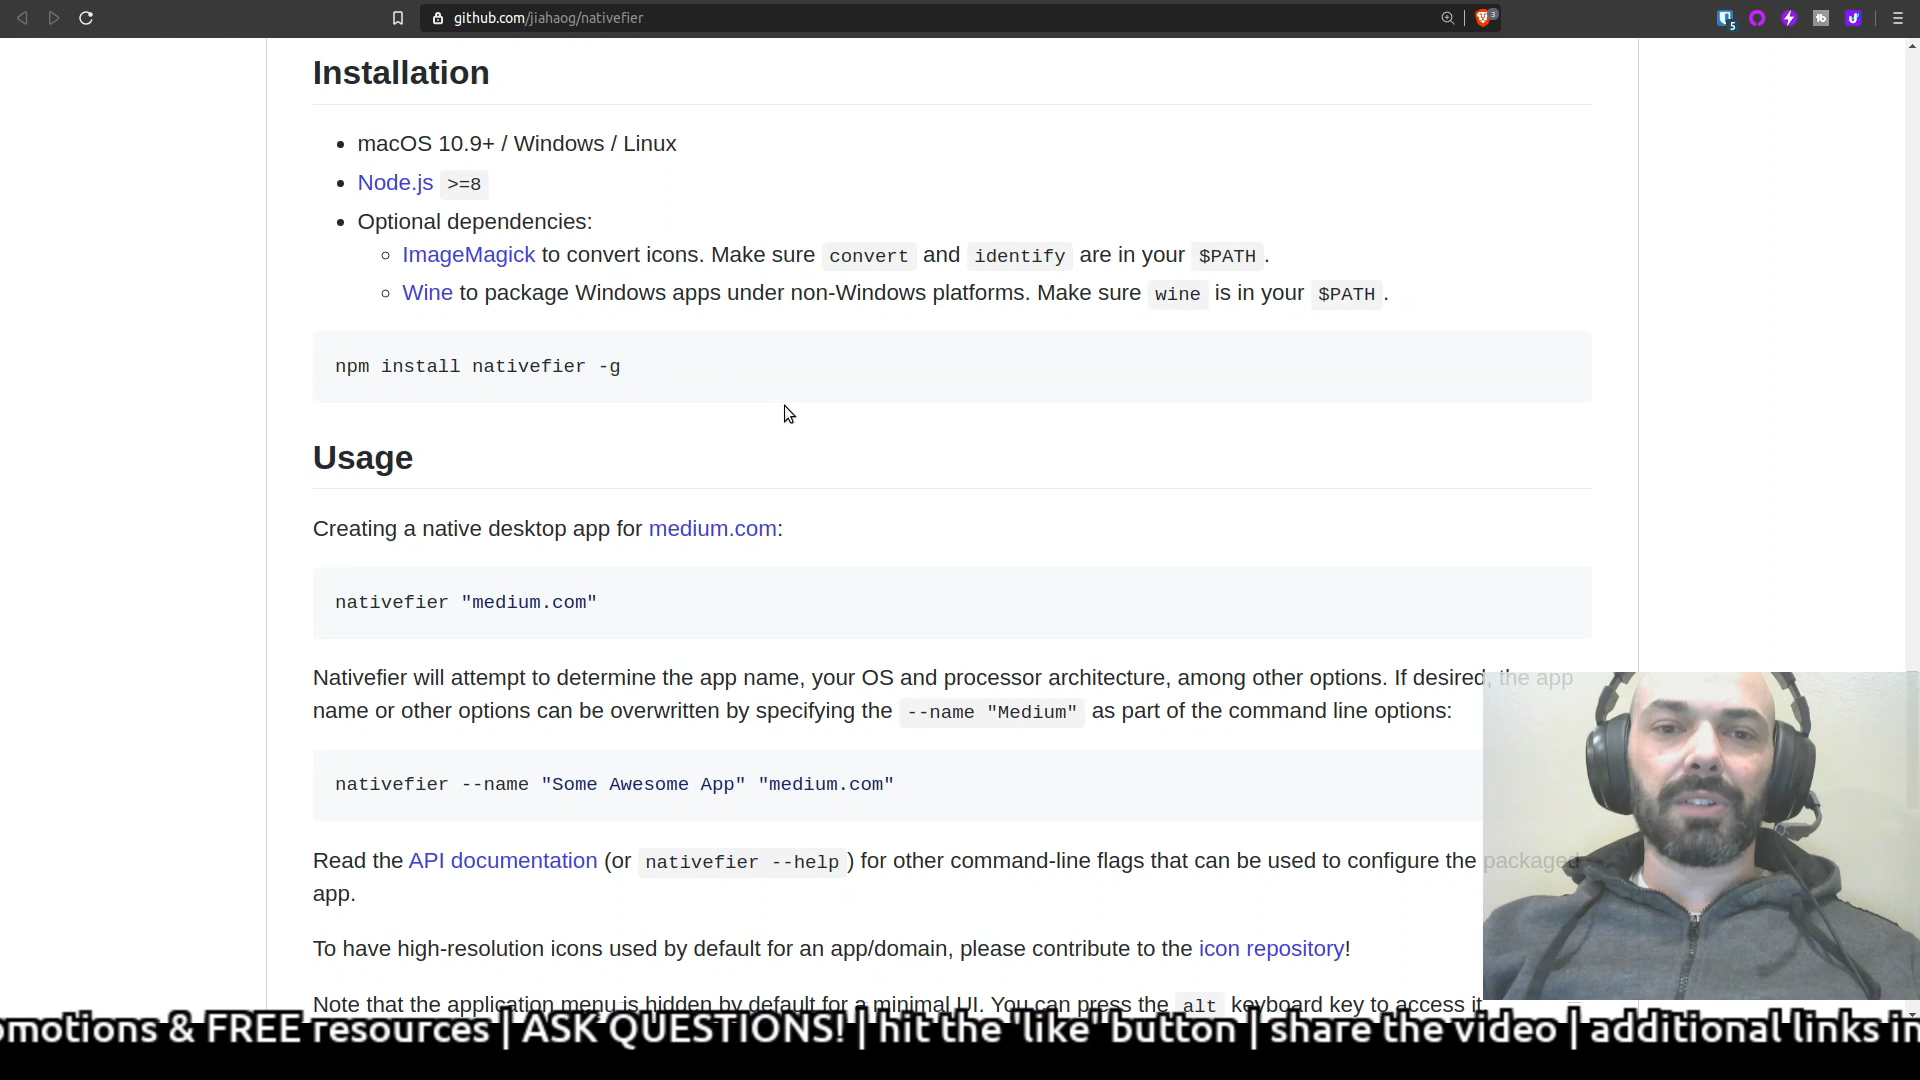 github.com/jiahaog/nativefier
3
5
Installation
macOS 10.9+ / Windows / Linux
Node.js >=8
Optional dependencies:
ImageMagick to convert icons. Make sure convert and identify are in your $PATH.
Wine to package Windows apps under non-Windows platforms. Make sure wine is in your $PATH.
npm install nativefier -g
Usage
Creating a native desktop app for medium.com:
nativefier "medium.com"
Nativefier will attempt to determine the app name, your OS and processor architecture, among other options. If desired, the app
name or other options can be overwritten by specifying the --name "Medium" as part of the command line options:
nativefier --name "Some Awesome App" "medium.com"
Read the API documentation (or nativefier --help) for other command-line flags that can be used to configure the packaged
app.
To have high-resolution icons used by default for an app/domain, please contribute to the icon repository!
Note that the application menu is hidden by default for a minimal UI. You can press the alt keyboard key to access it
omotions & FREE resources | ASK QUESTIONS! | hit the 'like' button | share the video | additional links in